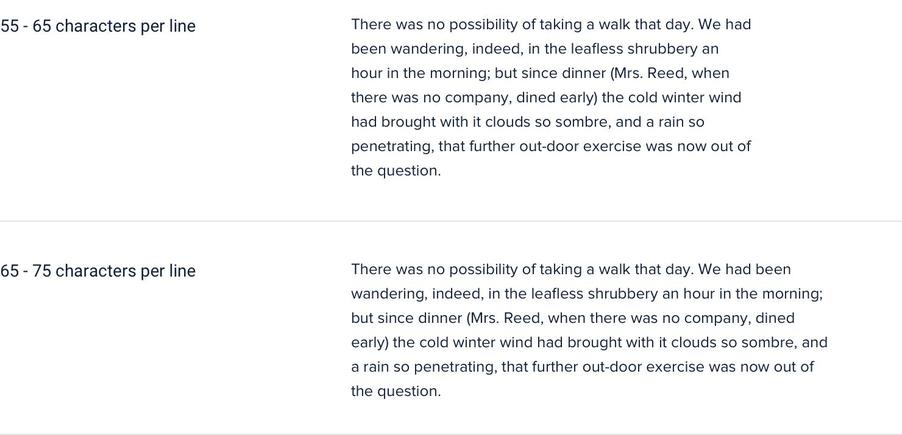 55 - 65 characters per line
There was no possibility of taking a walk that day. We had
been wandering, indeed, in the leafless shrubbery an
hour in the morning; but since dinner (Mrs. Reed, when
there was no company, dined early) the cold winter wind
had brought with it clouds so sombre, and a rain so
penetrating, that further out-door exercise was now out of
the question.
65 - 75 characters per line
There was no possibility of taking a walk that day. We had been
wandering, indeed, in the leafless shrubbery an hour in the morning;
but since dinner (Mrs. Reed, when there was no company, dined
early) the cold winter wind had brought with it clouds so sombre, and
a rain so penetrating, that further out-door exercise was now out of
the question.